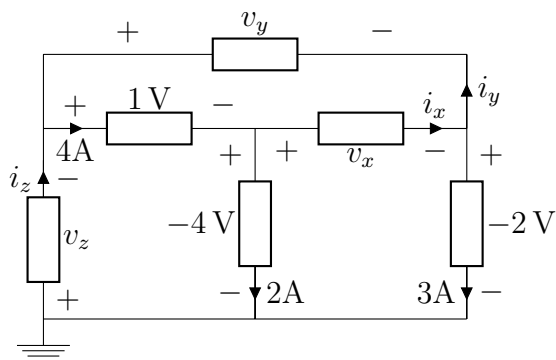 + v_y −
+ 1 V − i_x i_y
4A + + v_x − +
i_z −
v_z −4 V −2 V
+ − 2A 3A −